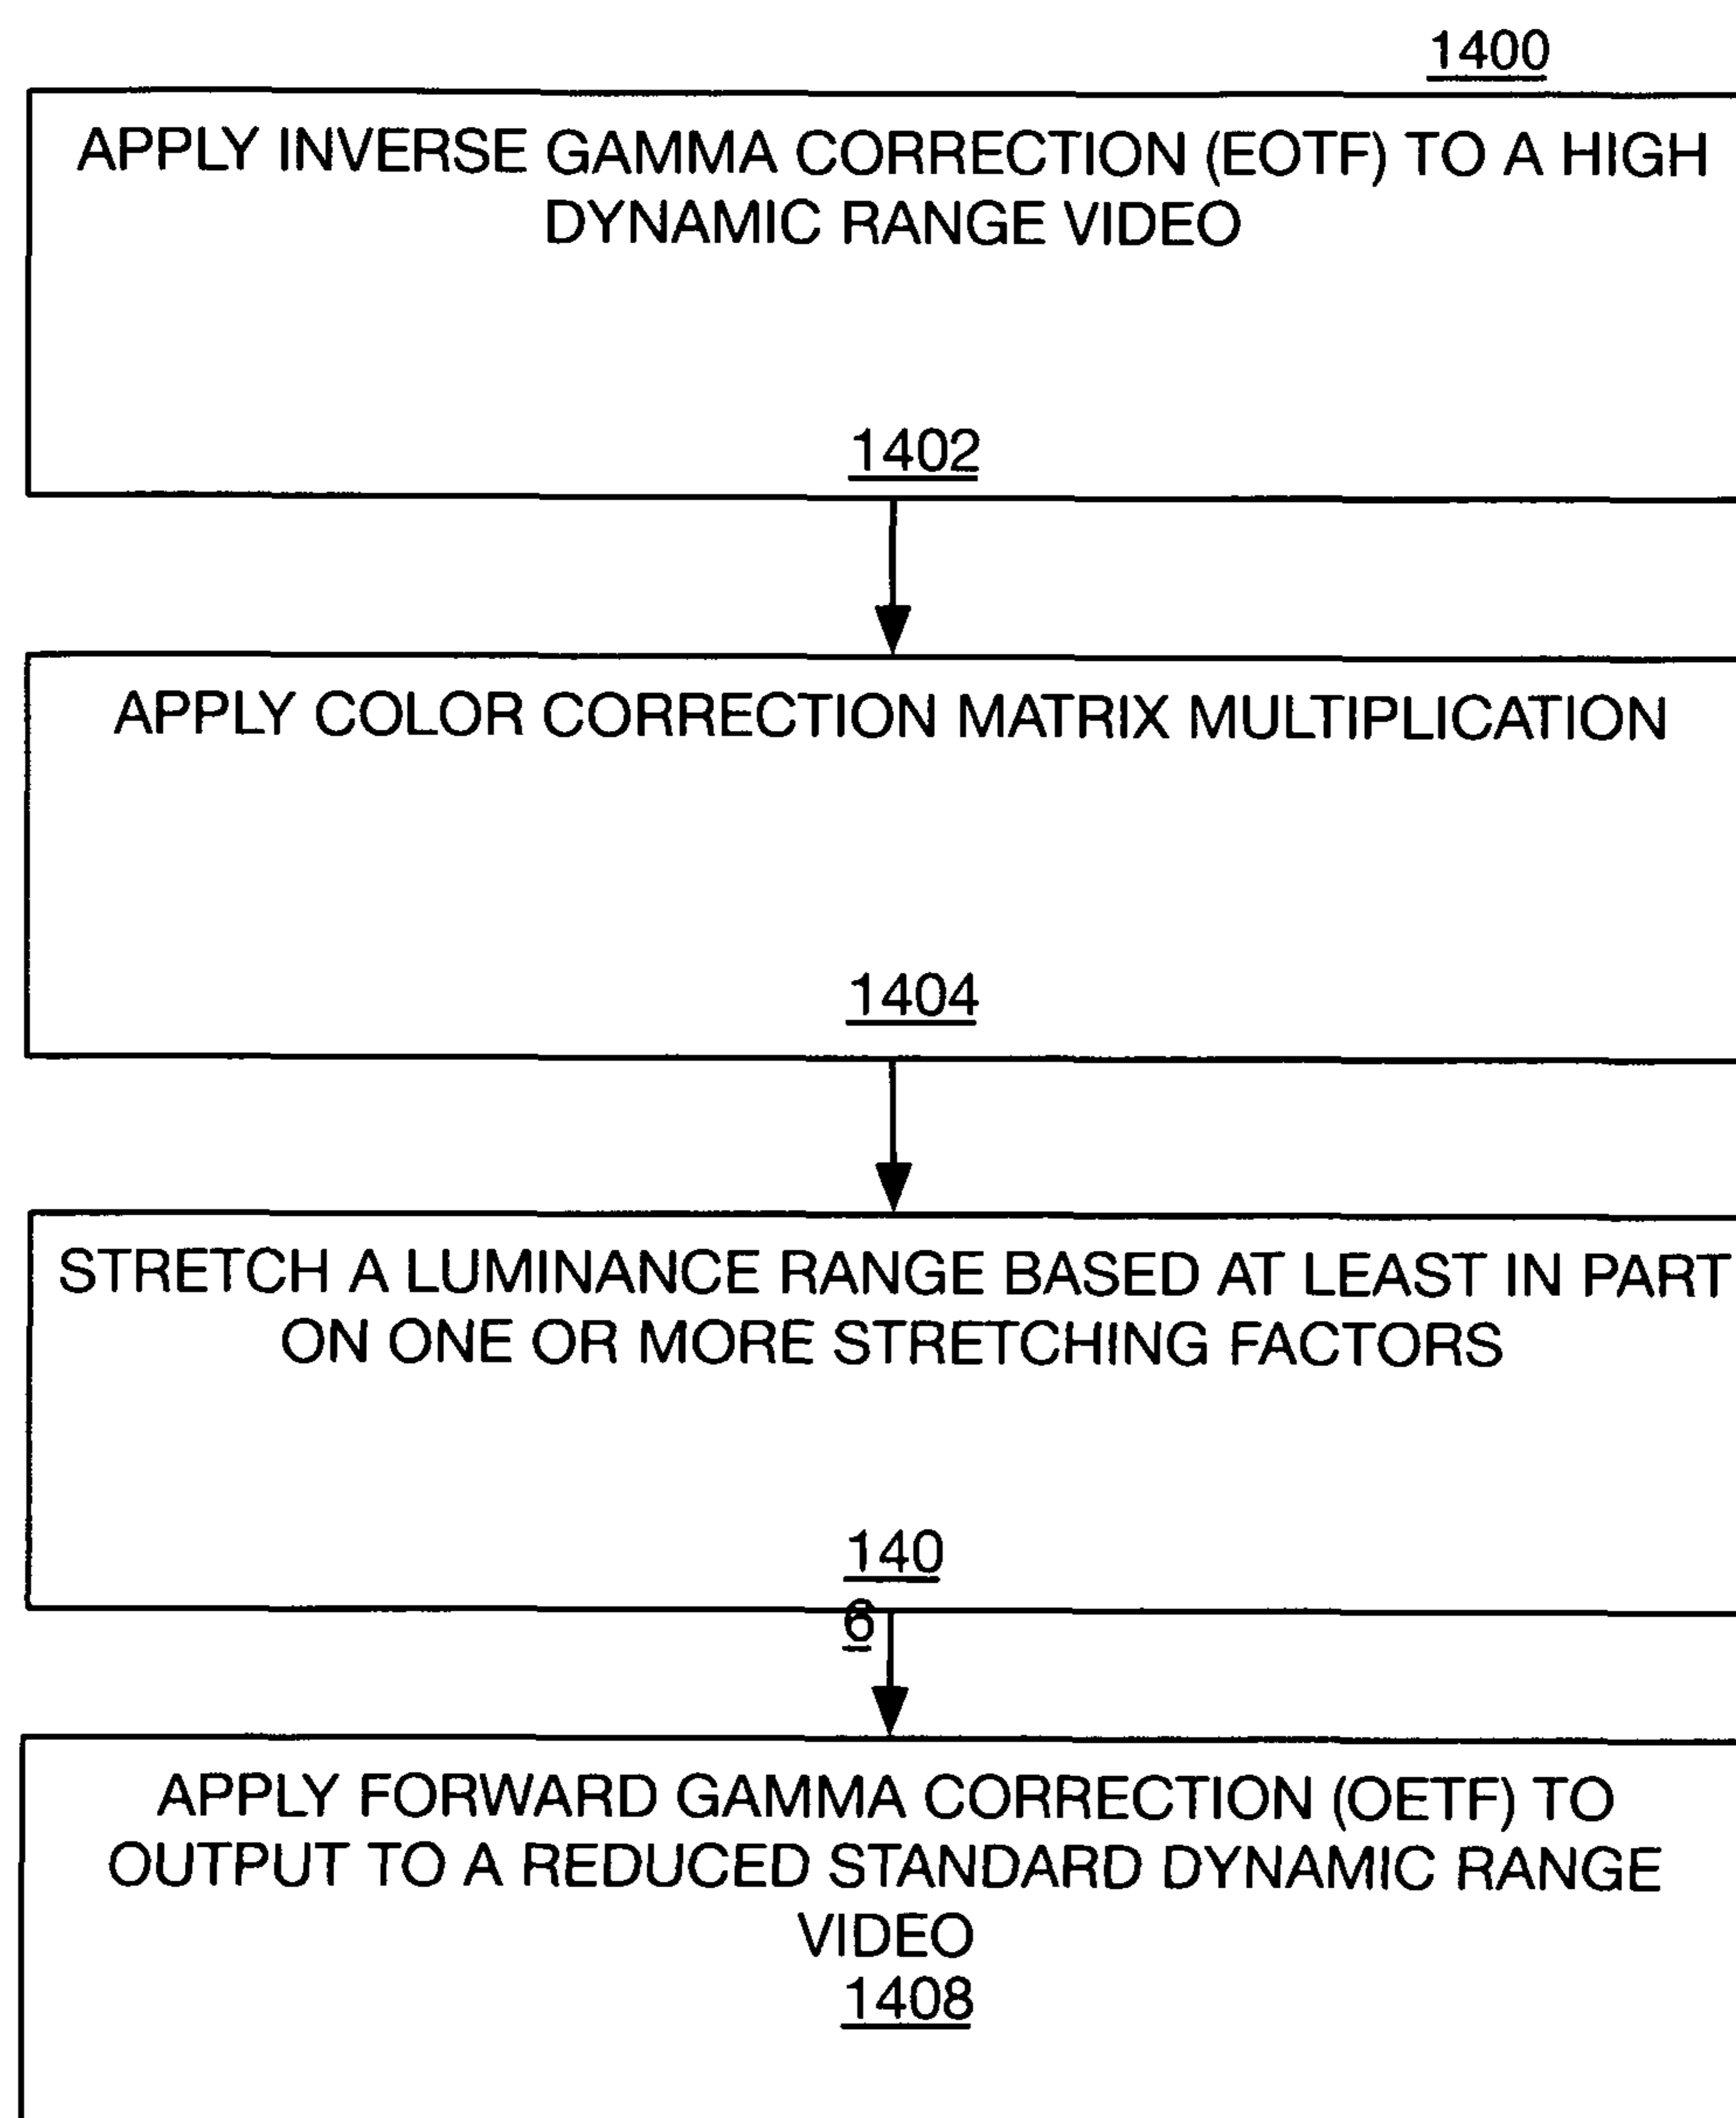 1400
APPLY INVERSE GAMMA CORRECTION (EOTF) TO A HIGH
DYNAMIC RANGE VIDEO
1402
APPLY COLOR CORRECTION MATRIX MULTIPLICATION
1404
STRETCH A LUMINANCE RANGE BASED AT LEAST IN PART
ON ONE OR MORE STRETCHING FACTORS
140
6
APPLY FORWARD GAMMA CORRECTION (OETF) TO
OUTPUT TO A REDUCED STANDARD DYNAMIC RANGE
VIDEO
1408